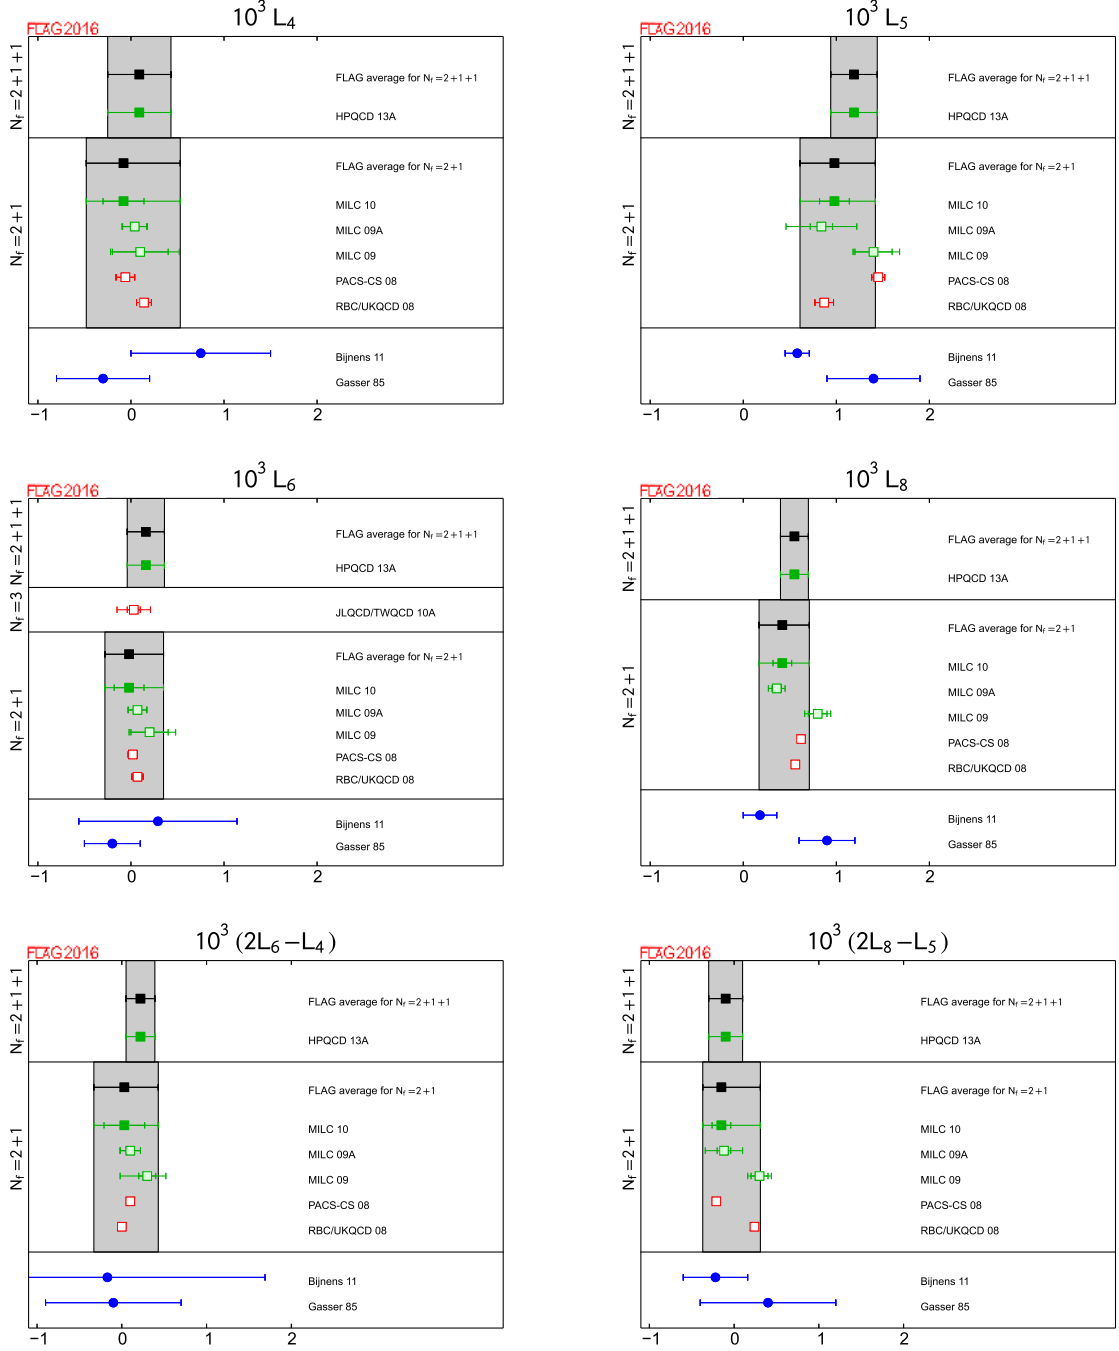 10³ L₄
FLAG2016
N_f=2+1+1
FLAG average for N_f=2+1+1
HPQCD 13A
N_f=2+1
FLAG average for N_f=2+1
MILC 10
MILC 09A
MILC 09
PACS-CS 08
RBC/UKQCD 08
Bijnens 11
Gasser 85
−1 0 1 2
10³ L₅
FLAG2016
N_f=2+1+1
FLAG average for N_f=2+1+1
HPQCD 13A
N_f=2+1
FLAG average for N_f=2+1
MILC 10
MILC 09A
MILC 09
PACS-CS 08
RBC/UKQCD 08
Bijnens 11
Gasser 85
−1 0 1 2
10³ L₆
FLAG2016
N_f=2+1+1
FLAG average for N_f=2+1+1
HPQCD 13A
N_f=3
JLQCD/TWQCD 10A
N_f=2+1
FLAG average for N_f=2+1
MILC 10
MILC 09A
MILC 09
PACS-CS 08
RBC/UKQCD 08
Bijnens 11
Gasser 85
−1 0 1 2
10³ L₈
FLAG2016
N_f=2+1+1
FLAG average for N_f=2+1+1
HPQCD 13A
N_f=2+1
FLAG average for N_f=2+1
MILC 10
MILC 09A
MILC 09
PACS-CS 08
RBC/UKQCD 08
Bijnens 11
Gasser 85
−1 0 1 2
10³ (2L₆−L₄)
FLAG2016
N_f=2+1+1
FLAG average for N_f=2+1+1
HPQCD 13A
N_f=2+1
FLAG average for N_f=2+1
MILC 10
MILC 09A
MILC 09
PACS-CS 08
RBC/UKQCD 08
Bijnens 11
Gasser 85
−1 0 1 2
10³ (2L₈−L₅)
FLAG2016
N_f=2+1+1
FLAG average for N_f=2+1+1
HPQCD 13A
N_f=2+1
FLAG average for N_f=2+1
MILC 10
MILC 09A
MILC 09
PACS-CS 08
RBC/UKQCD 08
Bijnens 11
Gasser 85
−1 0 1 2